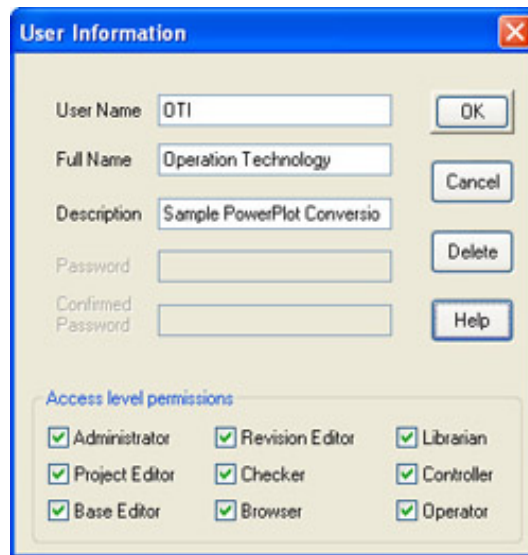 User Information
User Name OTI OK
Full Name Operation Technology
Cancel
Description Sample PowerPlot Conversio
Password Delete
Confirmed
Password
Help
Access level permissions
Administrator Revision Editor Librarian
Project Editor Checker Controller
Base Editor Browser Operator